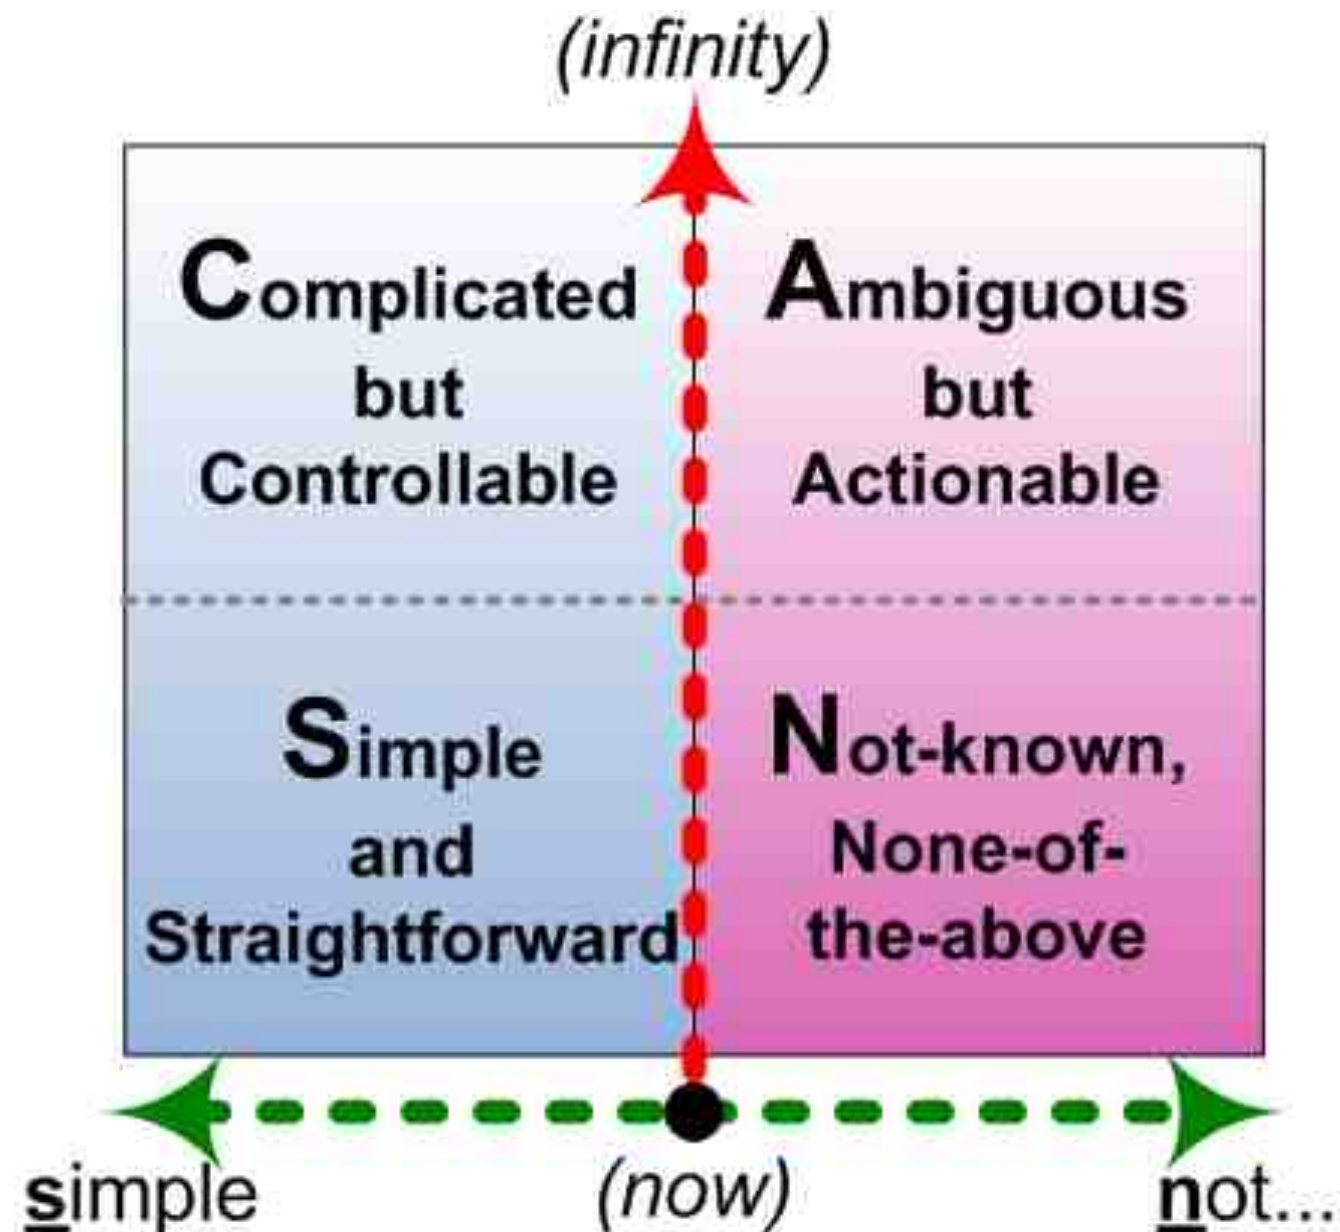 (infinity)
Complicated
but
Controllable
Ambiguous
but
Actionable
Simple
and
Straightforward
Not-known,
None-of-
the-above
simple
(now)
not...